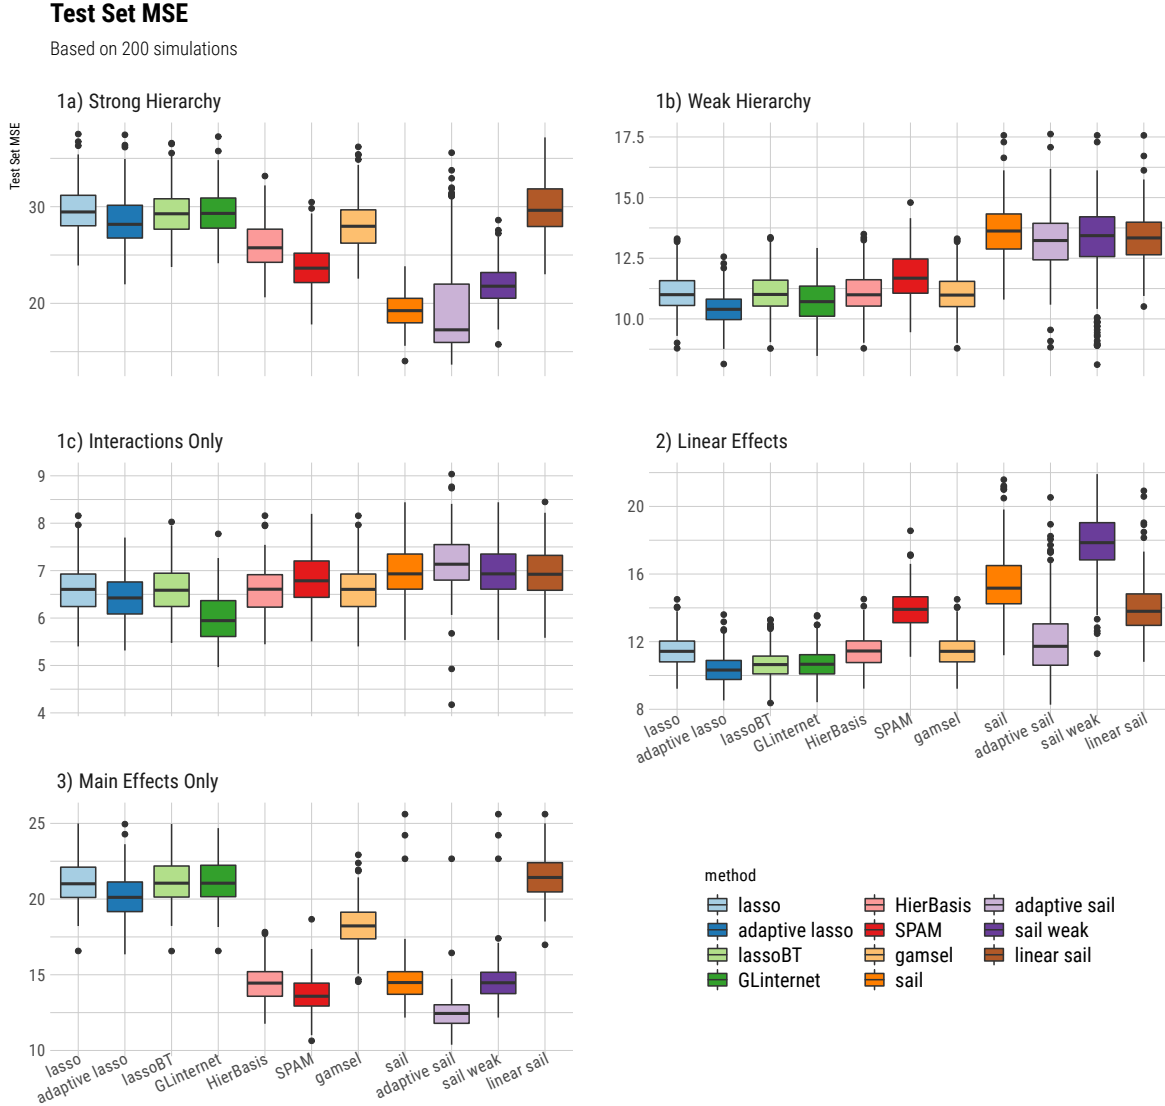 Test Set MSE
Based on 200 simulations
1a) Strong Hierarchy
Test Set MSE
30
20
1b) Weak Hierarchy
17.5
15.0
12.5
10.0
1c) Interactions Only
9
8
7
6
5
4
2) Linear Effects
20
16
12
8
lasso
adaptive lasso
lassoBT
GLinternet
HierBasis
SPAM
gamsel
sail
adaptive sail
sail weak
linear sail
3) Main Effects Only
25
20
15
10
lasso
adaptive lasso
lassoBT
GLinternet
HierBasis
SPAM
gamsel
sail
adaptive sail
sail weak
linear sail
method
lasso
adaptive lasso
lassoBT
GLinternet
HierBasis
SPAM
gamsel
sail
adaptive sail
sail weak
linear sail